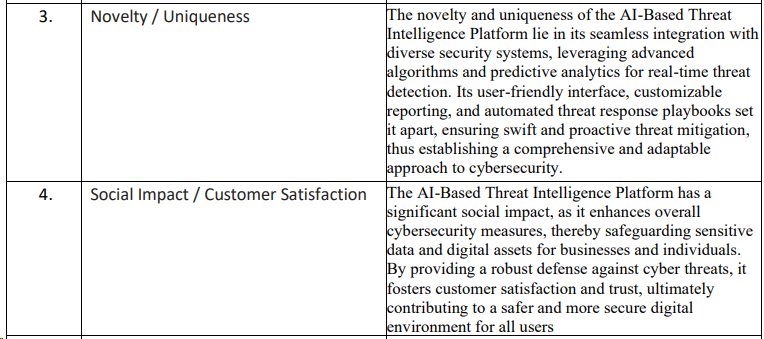 3. Novelty / Uniqueness The novelty and uniqueness of the AI-Based Threat
Intelligence Platform lie in its seamless integration with
diverse security systems, leveraging advanced
algorithms and predictive analytics for real-time threat
detection. Its user-friendly interface, customizable
reporting, and automated threat response playbooks set
it apart, ensuring swift and proactive threat mitigation,
thus establishing a comprehensive and adaptable
approach to cybersecurity.
4. Social Impact / Customer Satisfaction The AI-Based Threat Intelligence Platform has a
significant social impact, as it enhances overall
cybersecurity measures, thereby safeguarding sensitive
data and digital assets for businesses and individuals.
By providing a robust defense against cyber threats, it
fosters customer satisfaction and trust, ultimately
contributing to a safer and more secure digital
environment for all users